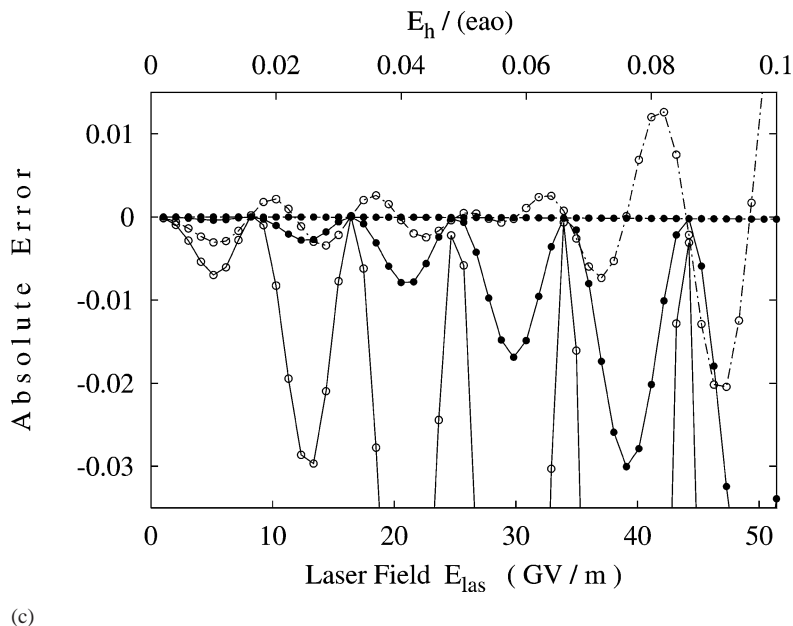 E_h / (eao)
0 0.02 0.04 0.06 0.08 0.1
0.01
0
-0.01
-0.02
-0.03
Absolute Error
0 10 20 30 40 50
Laser Field E_las ( GV / m )
(c)